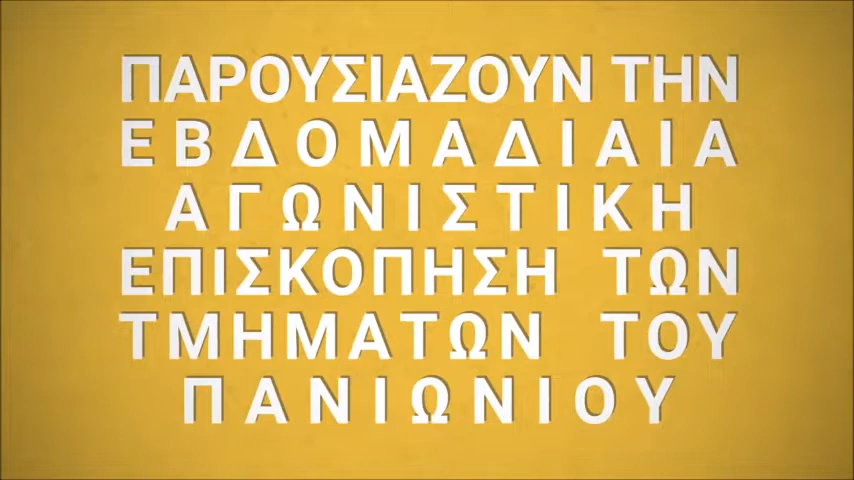 ΠΑΡΟΥΣΙΑΖΟΥΝ ΤΗΝ
ΕΒΔΟΜΑΔΙΑΙΑ
ΑΓΩΝΙΣΤΙΚΗ
ΕΠΙΣΚΟΠΗΣΗ ΤΩΝ
ΤΜΗΜΑΤΩΝ ΤΟΥ
ΠΑΝΙΩΝΙΟΥ